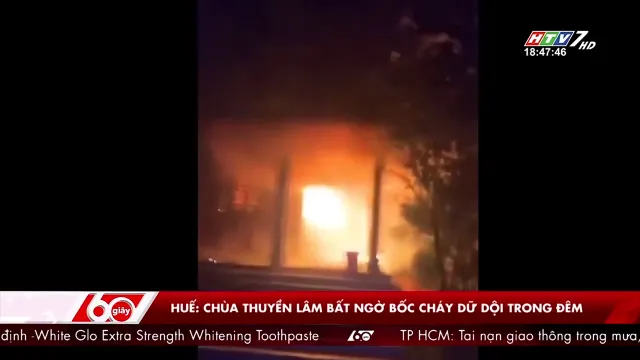 HTV7 HD
18:47:46
60 giây
HUẾ: CHÙA THUYỀN LÂM BẤT NGỜ BỐC CHÁY DỮ DỘI TRONG ĐÊM
định -White Glo Extra Strength Whitening Toothpaste 60 TP HCM: Tai nạn giao thông trong mưa